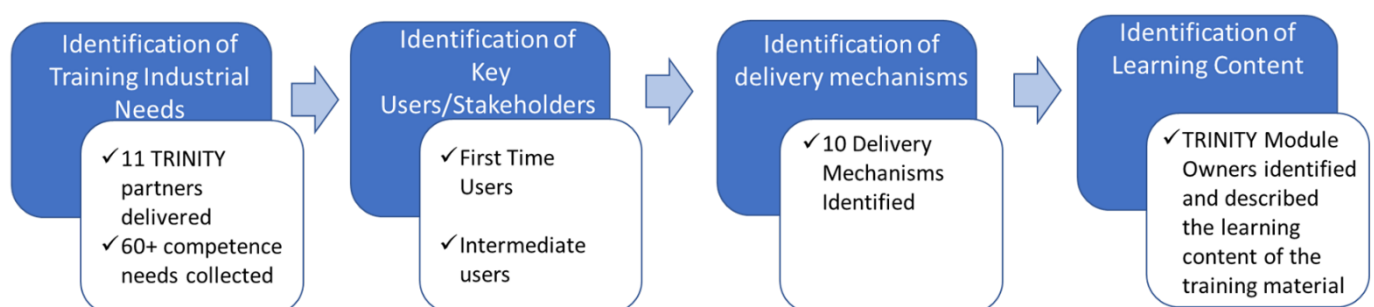 Identification of
Training Industrial
Needs
✓ 11 TRINITY
partners
delivered
✓ 60+ competence
needs collected
Identification of
Key
Users/Stakeholders
✓ First Time
Users
✓ Intermediate
users
Identification of
delivery mechanisms
✓ 10 Delivery
Mechanisms
Identified
Identification of
Learning Content
✓ TRINITY Module
Owners identified
and described
the learning
content of the
training material